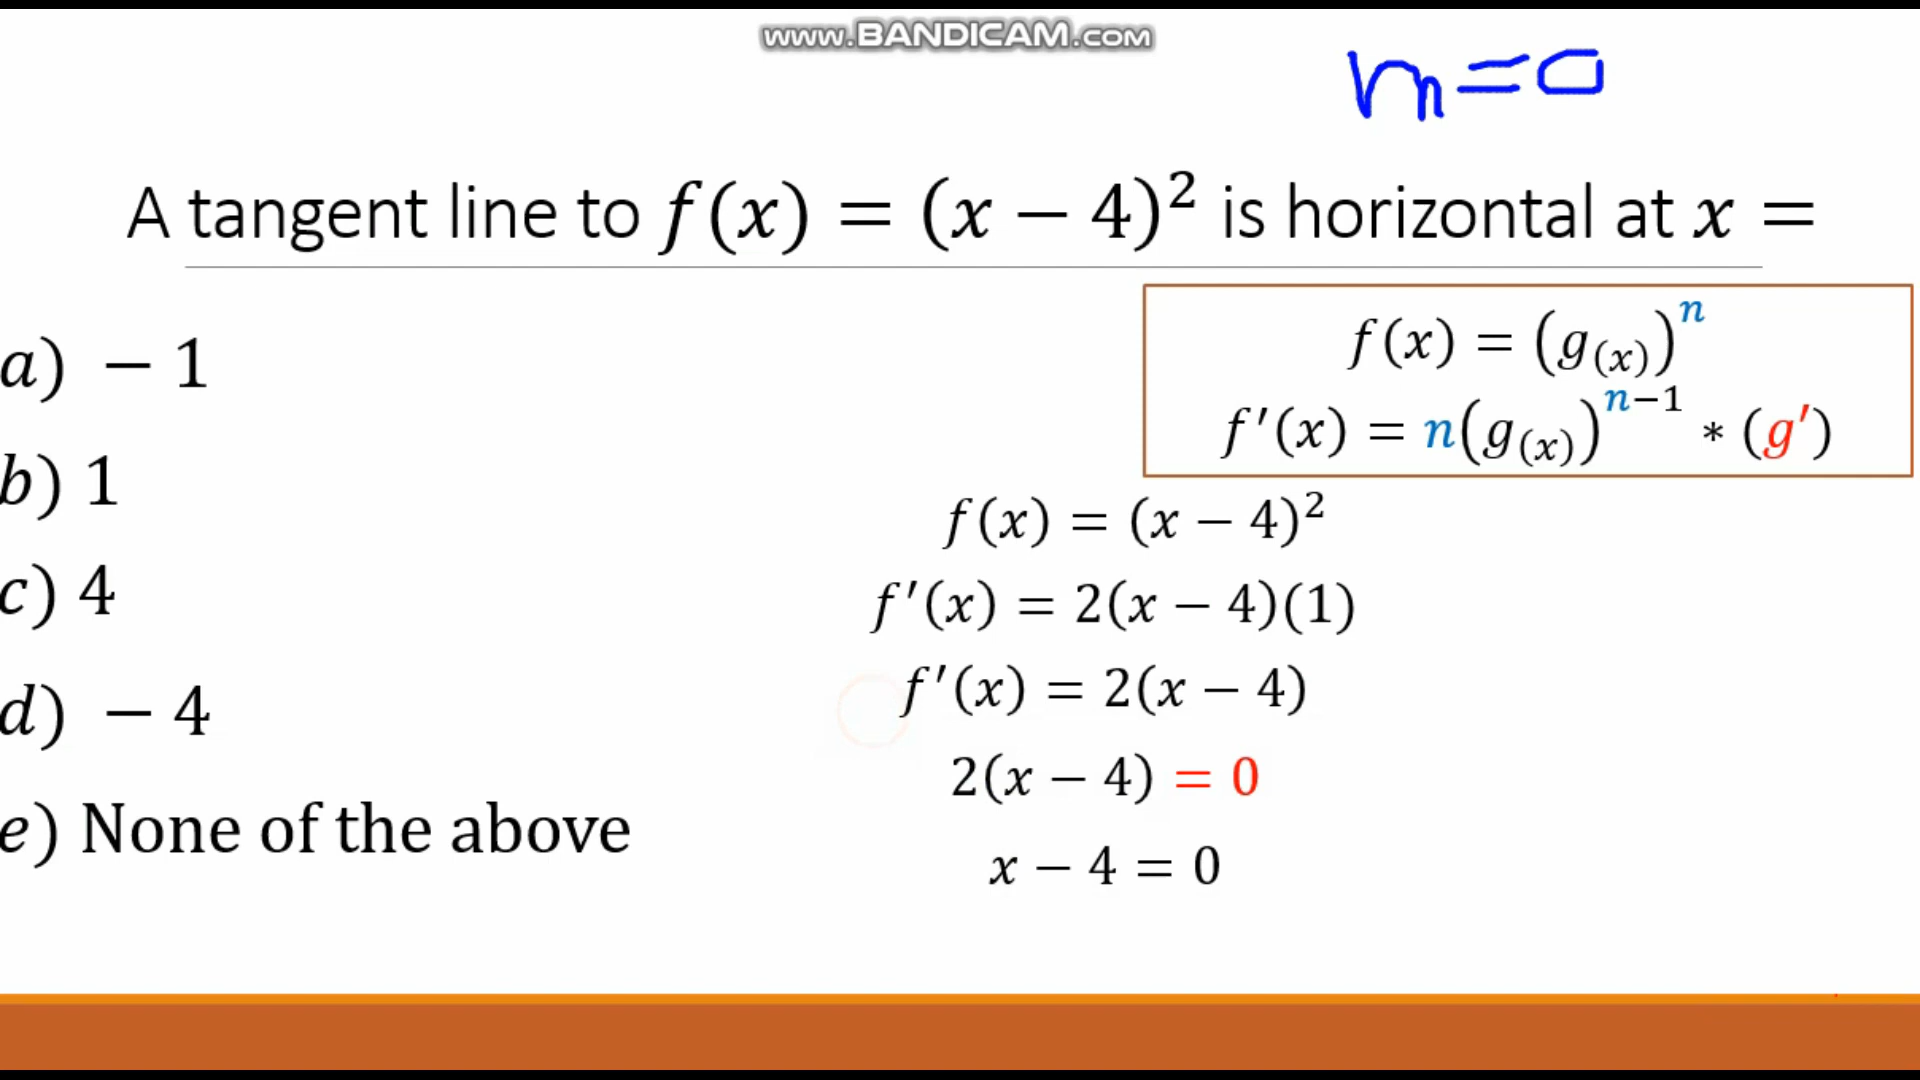 www.BANDICAM.com
m=0
A tangent line to f(x) = (x − 4)² is horizontal at x =
f(x) = (g₍ₓ₎)ⁿ
f′(x) = n(g₍ₓ₎)ⁿ⁻¹ * (g′)
a) − 1
b) 1
c) 4
d) − 4
e) None of the above
f(x) = (x − 4)²
f′(x) = 2(x − 4)(1)
f′(x) = 2(x − 4)
2(x − 4) = 0
x − 4 = 0